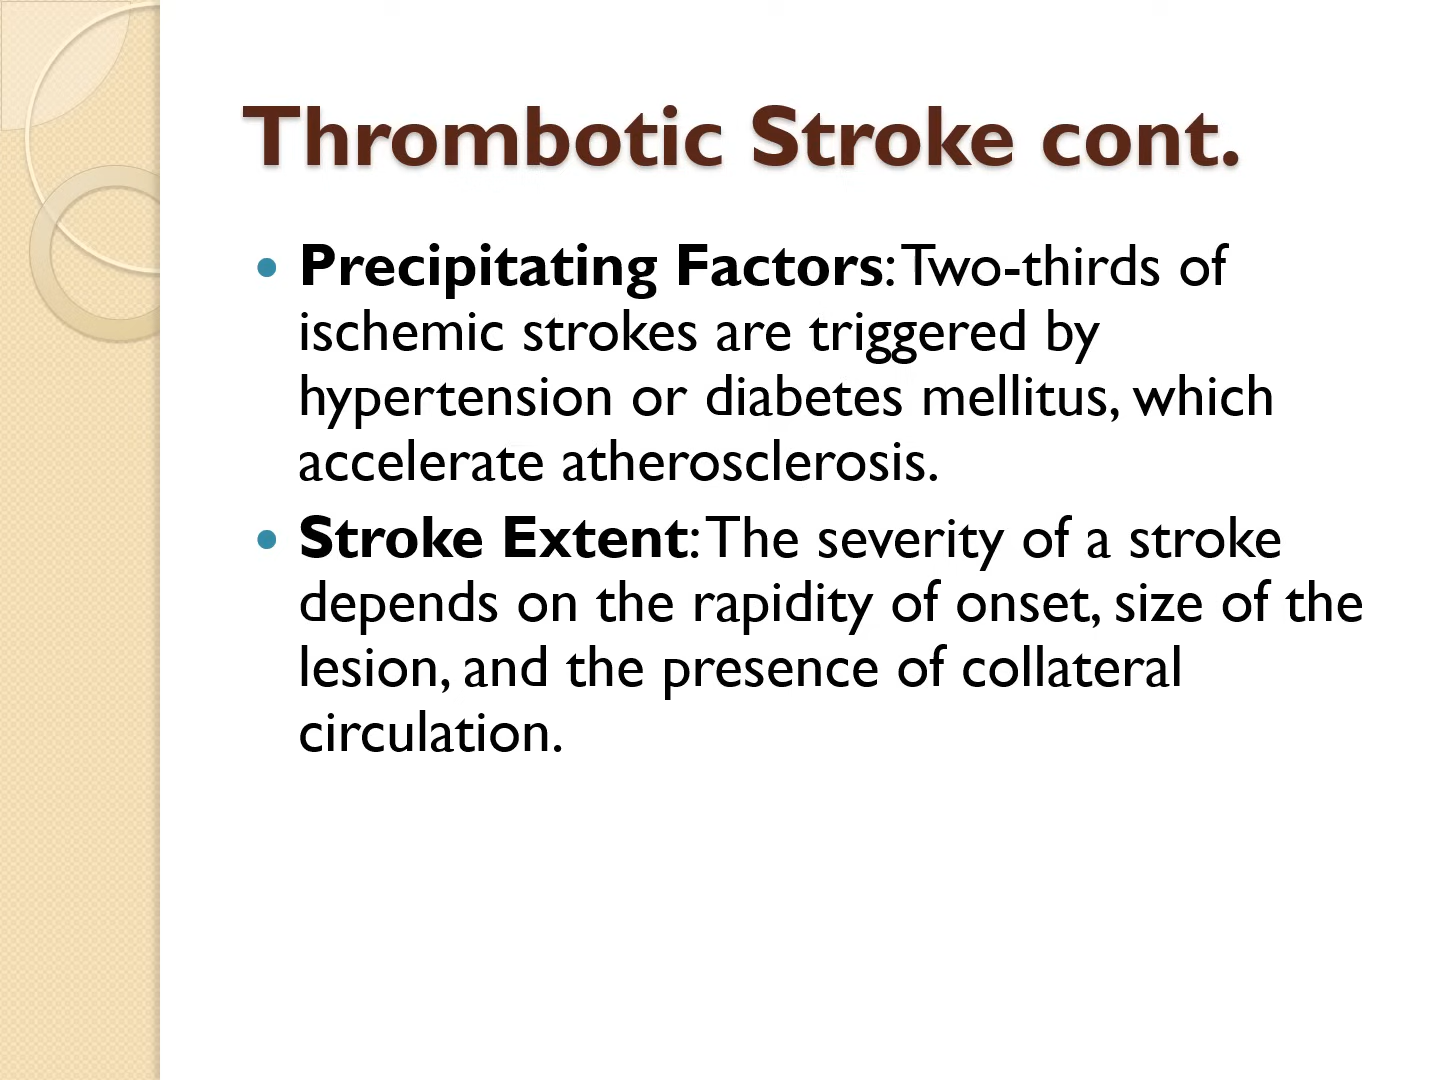 Thrombotic Stroke cont.
• Precipitating Factors: Two-thirds of
ischemic strokes are triggered by
hypertension or diabetes mellitus, which
accelerate atherosclerosis.
• Stroke Extent: The severity of a stroke
depends on the rapidity of onset, size of the
lesion, and the presence of collateral
circulation.